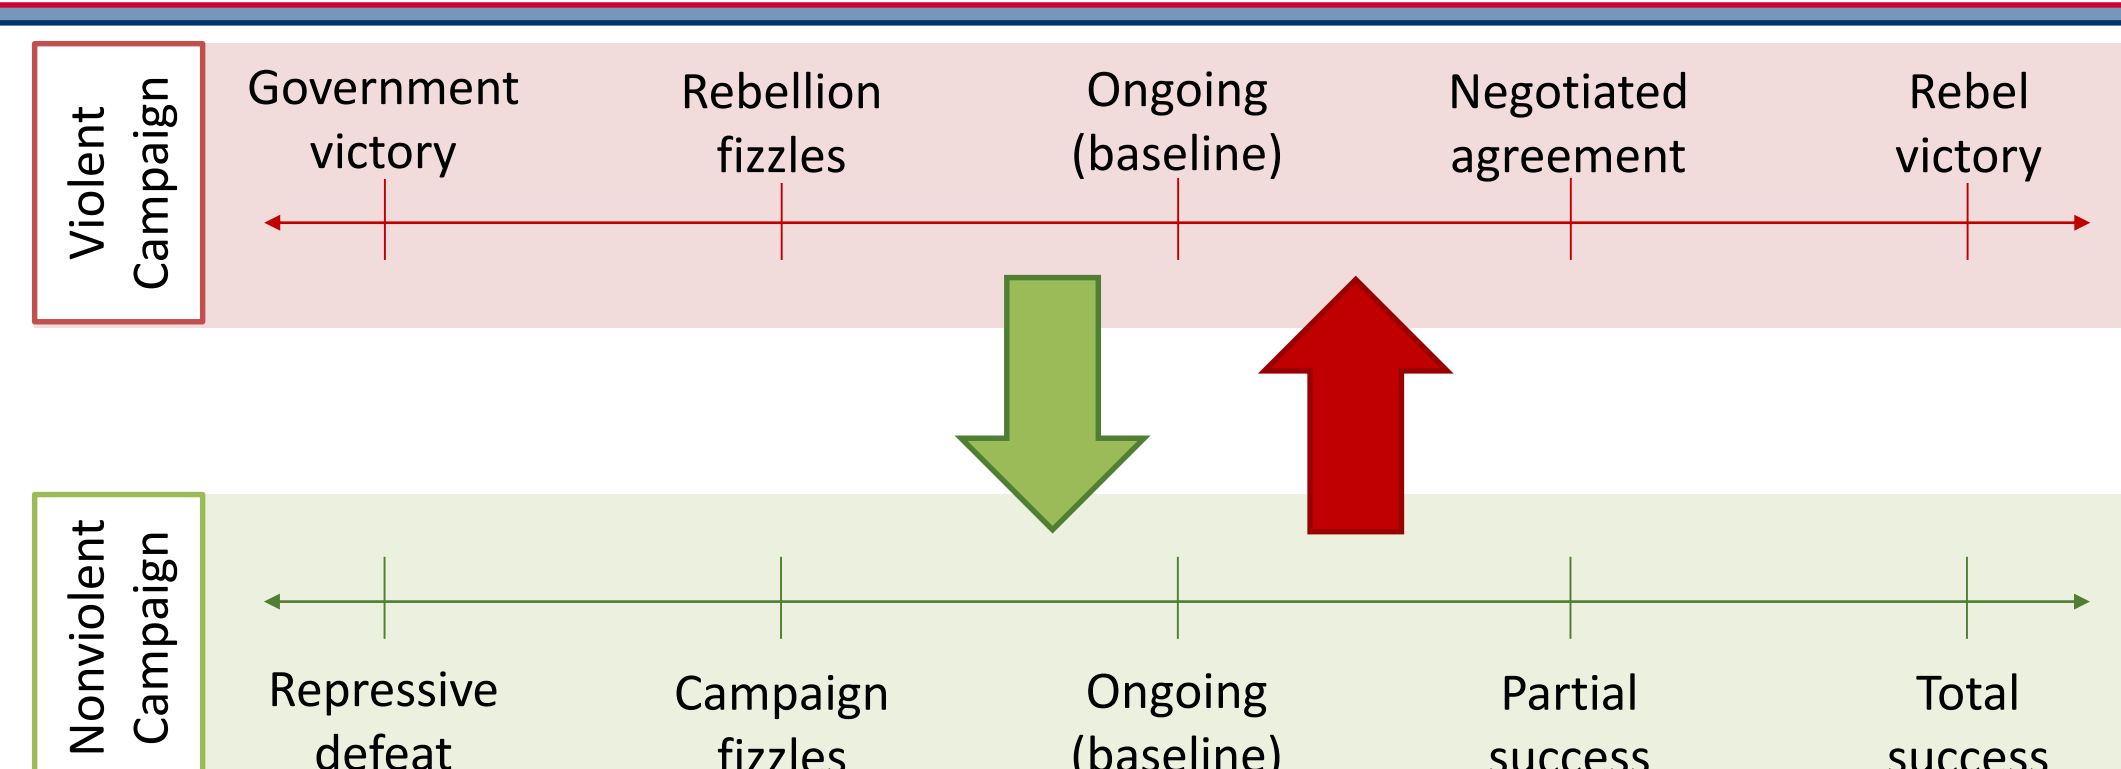 Violent
Campaign
Government
victory
Rebellion
fizzles
Ongoing
(baseline)
Negotiated
agreement
Rebel
victory
Nonviolent
Campaign
Repressive
defeat
Campaign
fizzles
Ongoing
(baseline)
Partial
success
Total
success